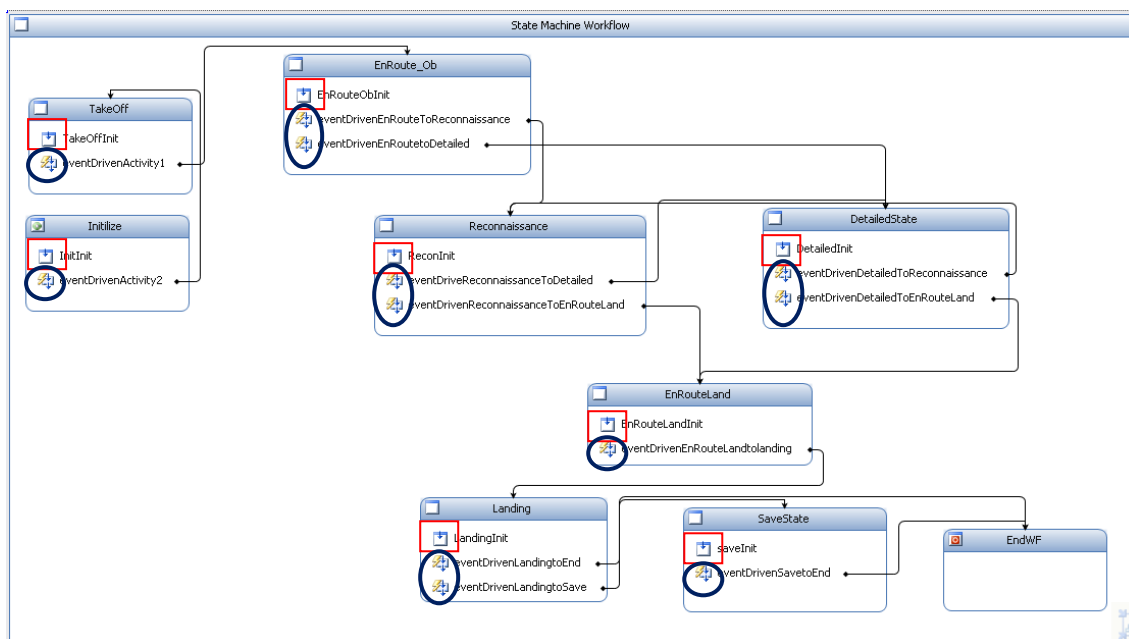 State Machine Workflow
EnRoute_Ob
EnRouteObInit
eventDrivenEnRouteToReconnaissance
eventDrivenEnRoutetoDetailed
TakeOff
TakeOffInit
eventDrivenActivity1
Initilize
InitInit
eventDrivenActivity2
Reconnaissance
ReconInit
eventDriveReconnaissanceToDetailed
eventDrivenReconnaissanceToEnRouteLand
DetailedState
DetailedInit
eventDrivenDetailedToReconnaissance
eventDrivenDetailedToEnRouteLand
EnRouteLand
EnRouteLandInit
eventDrivenEnRouteLandtolanding
Landing
LandingInit
eventDrivenLandingtoEnd
eventDrivenLandingtoSave
SaveState
saveInit
eventDrivenSavetoEnd
EndWF